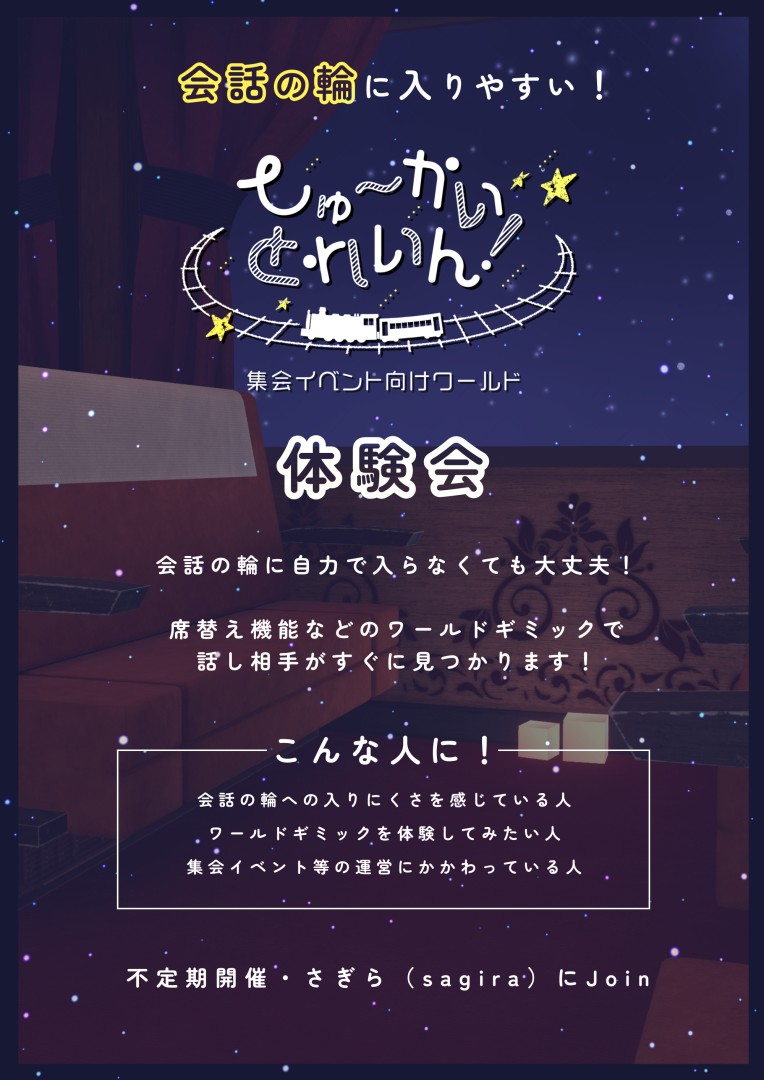 会話の輪に入りやすい！
しゅ～かい
とれいん！
集会イベント向けワールド
体験会
会話の輪に自力で入らなくても大丈夫！
席替え機能などのワールドギミックで
話し相手がすぐに見つかります！
こんな人に！
会話の輪への入りにくさを感じている人
ワールドギミックを体験してみたい人
集会イベント等の運営にかかわっている人
不定期開催・さぎら（sagira）にJoin